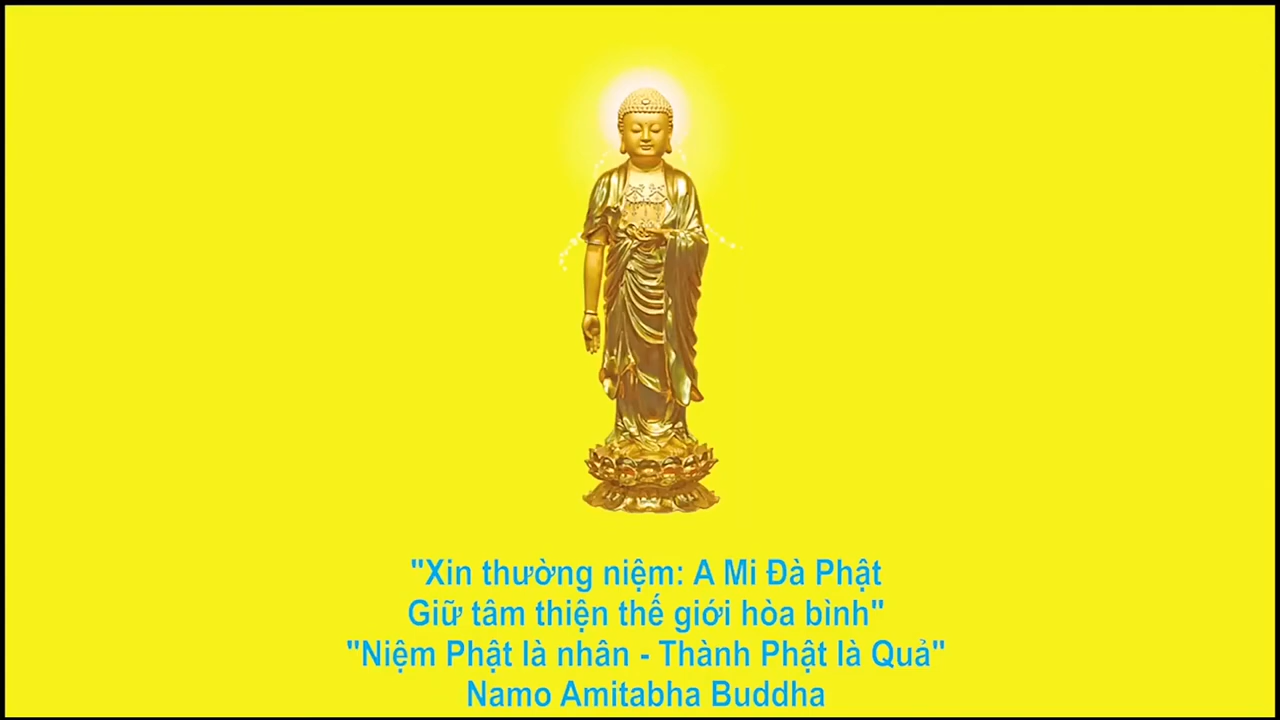 "Xin thường niệm: A Mi Đà Phật
Giữ tâm thiện thế giới hòa bình"
"Niệm Phật là nhân - Thành Phật là Quả"
Namo Amitabha Buddha